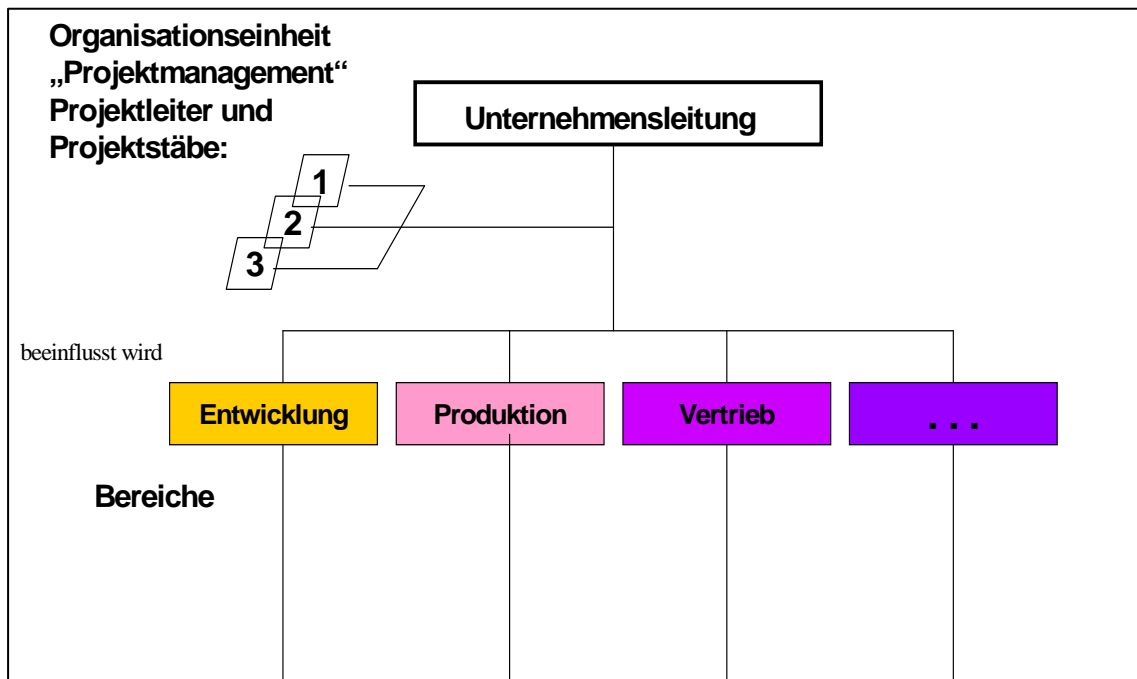 Organisationseinheit
„Projektmanagement“
Projektleiter und
Projektstäbe:
Unternehmensleitung
1
2
3
beeinflusst wird
Entwicklung
Produktion
Vertrieb
. . .
Bereiche